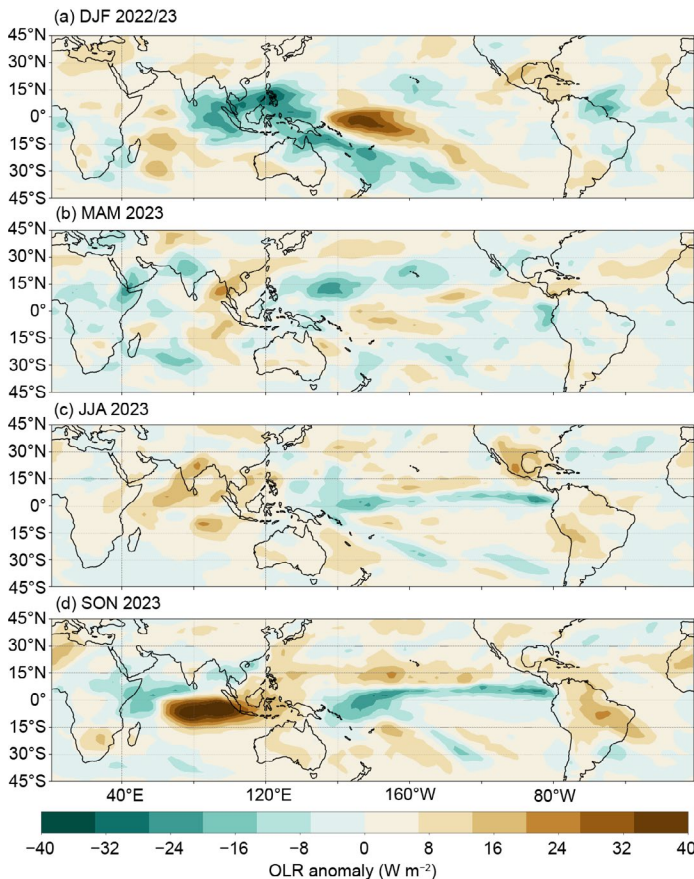 (a) DJF 2022/23
45°N
30°N
15°N
0°
15°S
30°S
45°S
(b) MAM 2023
45°N
30°N
15°N
0°
15°S
30°S
45°S
(c) JJA 2023
45°N
30°N
15°N
0°
15°S
30°S
45°S
(d) SON 2023
45°N
30°N
15°N
0°
15°S
30°S
45°S
40°E 120°E 160°W 80°W
−40 −32 −24 −16 −8 0 8 16 24 32 40
OLR anomaly (W m⁻²)